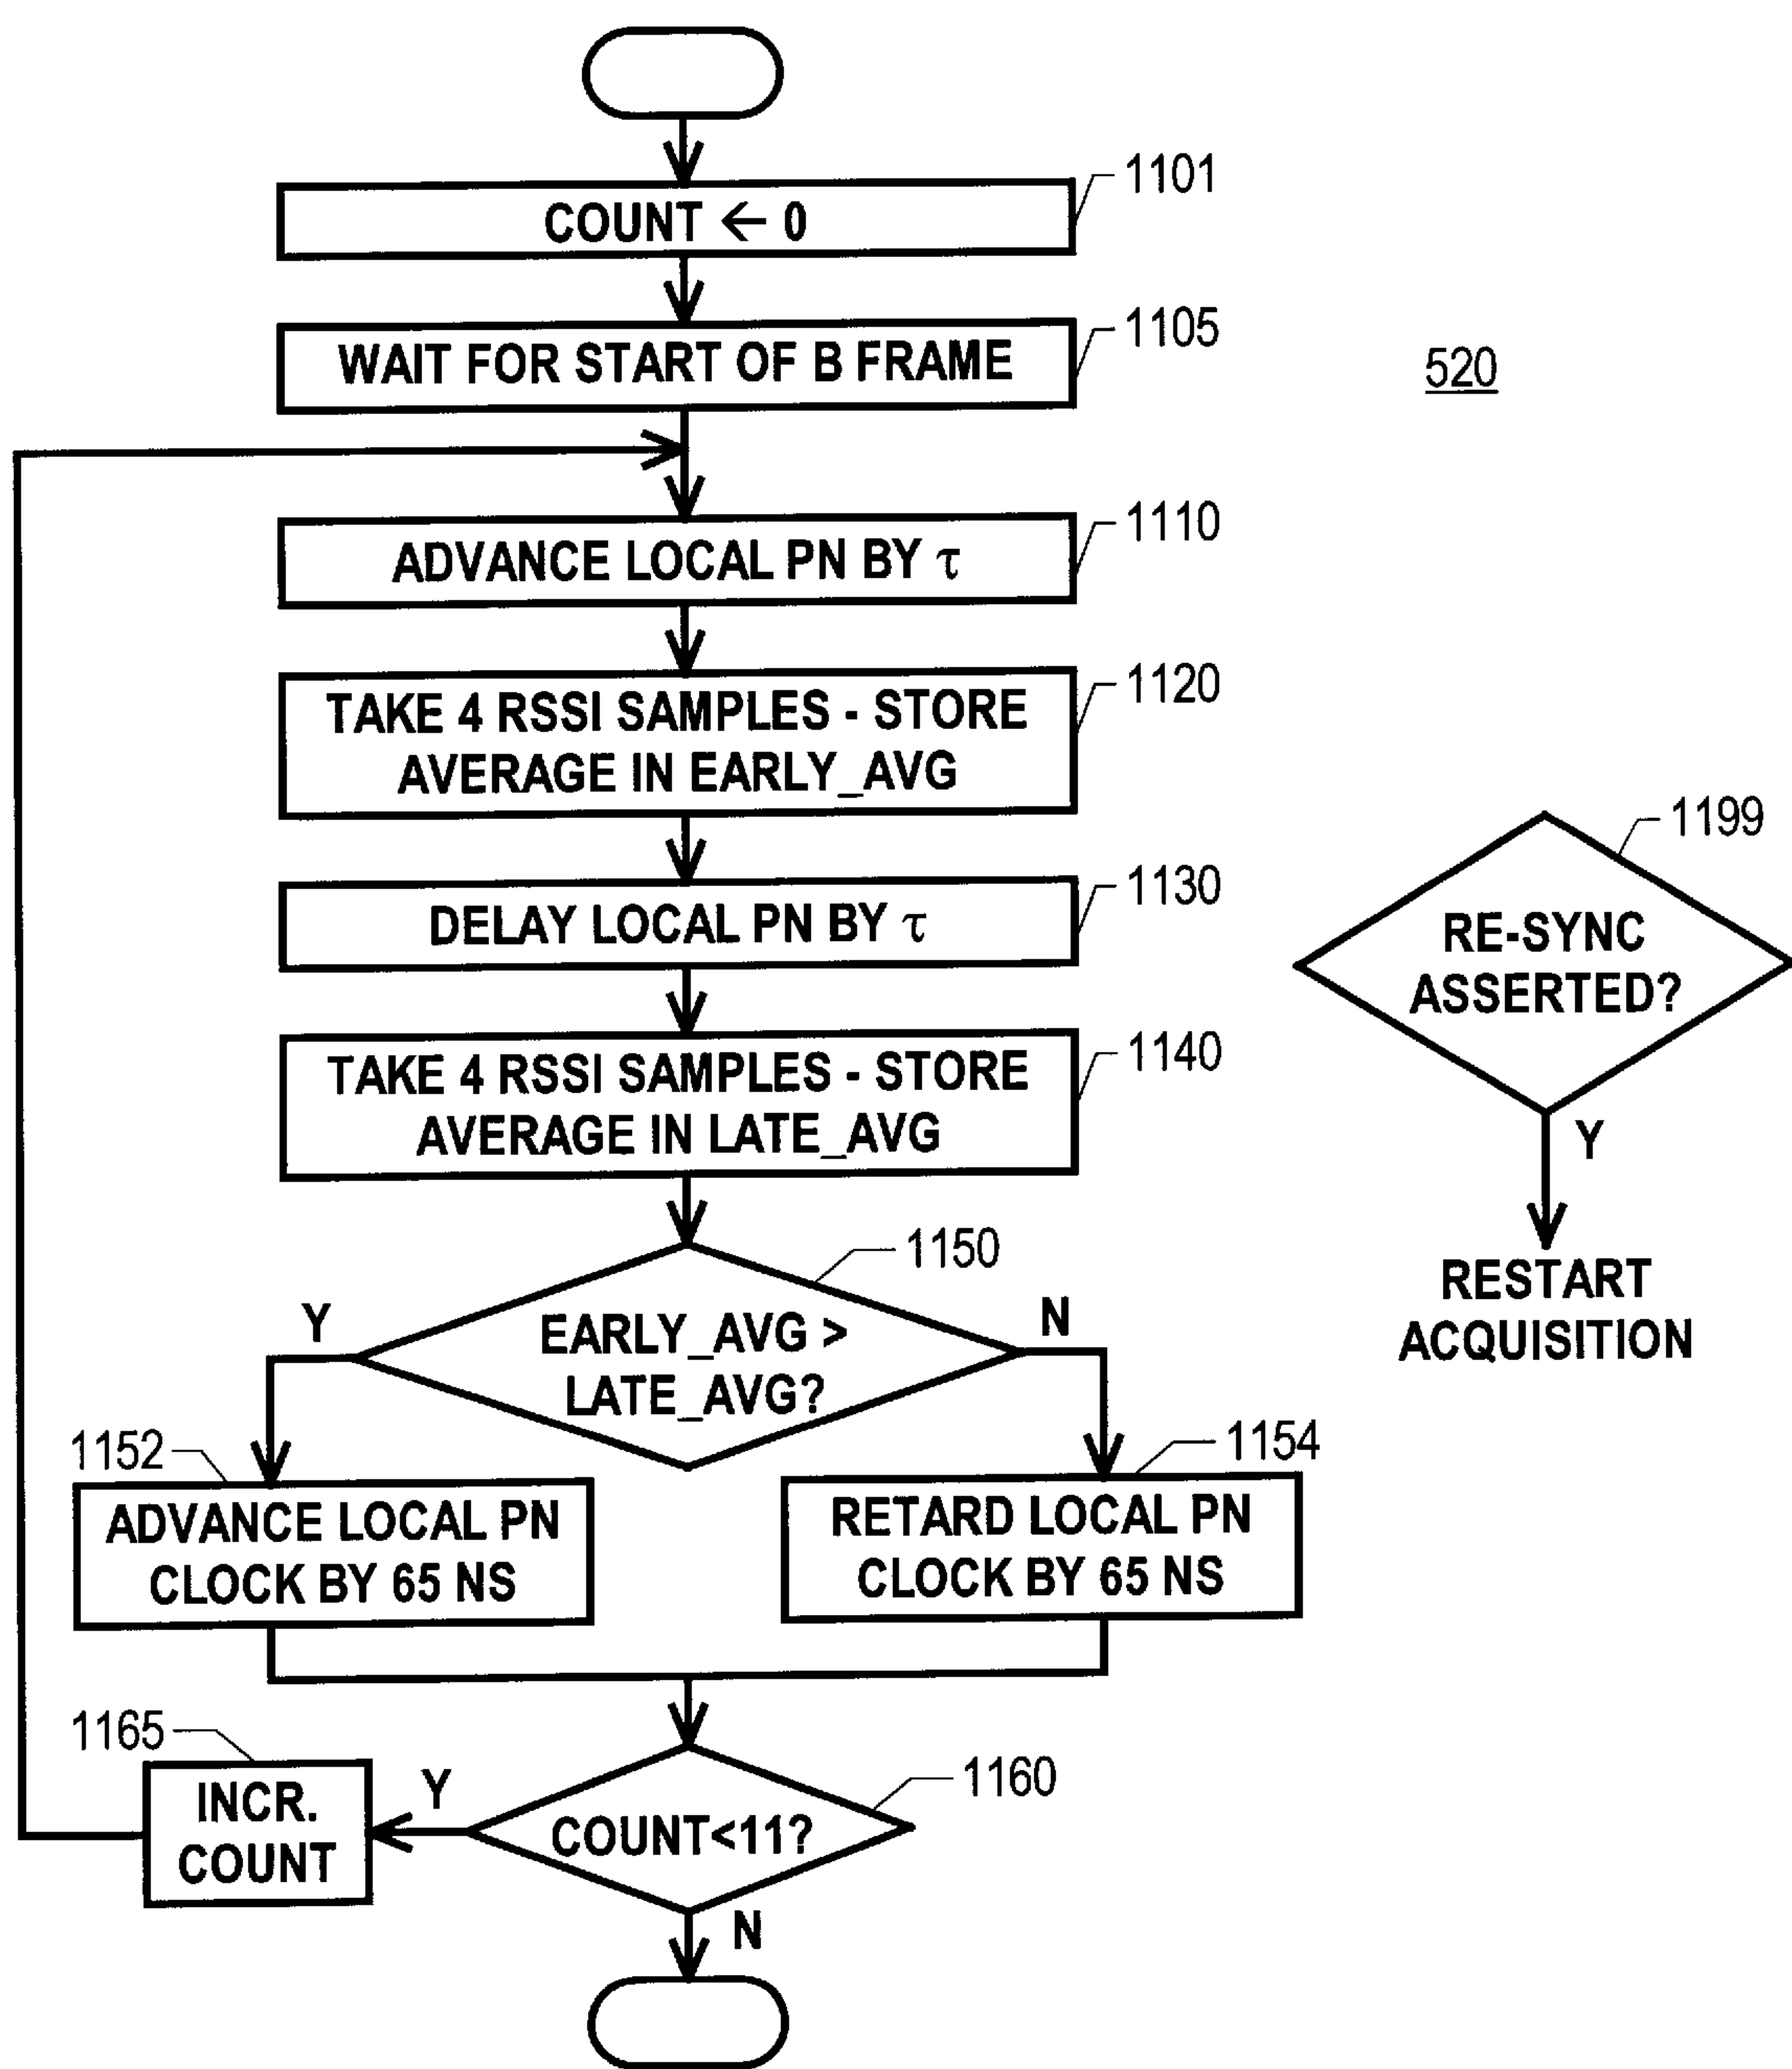 1101
COUNT ← 0
1105
WAIT FOR START OF B FRAME
520
1110
ADVANCE LOCAL PN BY τ
1120
TAKE 4 RSSI SAMPLES - STORE
AVERAGE IN EARLY_AVG
1130
DELAY LOCAL PN BY τ
1140
TAKE 4 RSSI SAMPLES - STORE
AVERAGE IN LATE_AVG
1150
EARLY_AVG >
LATE_AVG?
Y
N
1152
ADVANCE LOCAL PN
CLOCK BY 65 NS
1154
RETARD LOCAL PN
CLOCK BY 65 NS
1160
COUNT<11?
Y
N
1165
INCR.
COUNT
1199
RE-SYNC
ASSERTED?
Y
RESTART
ACQUISITION